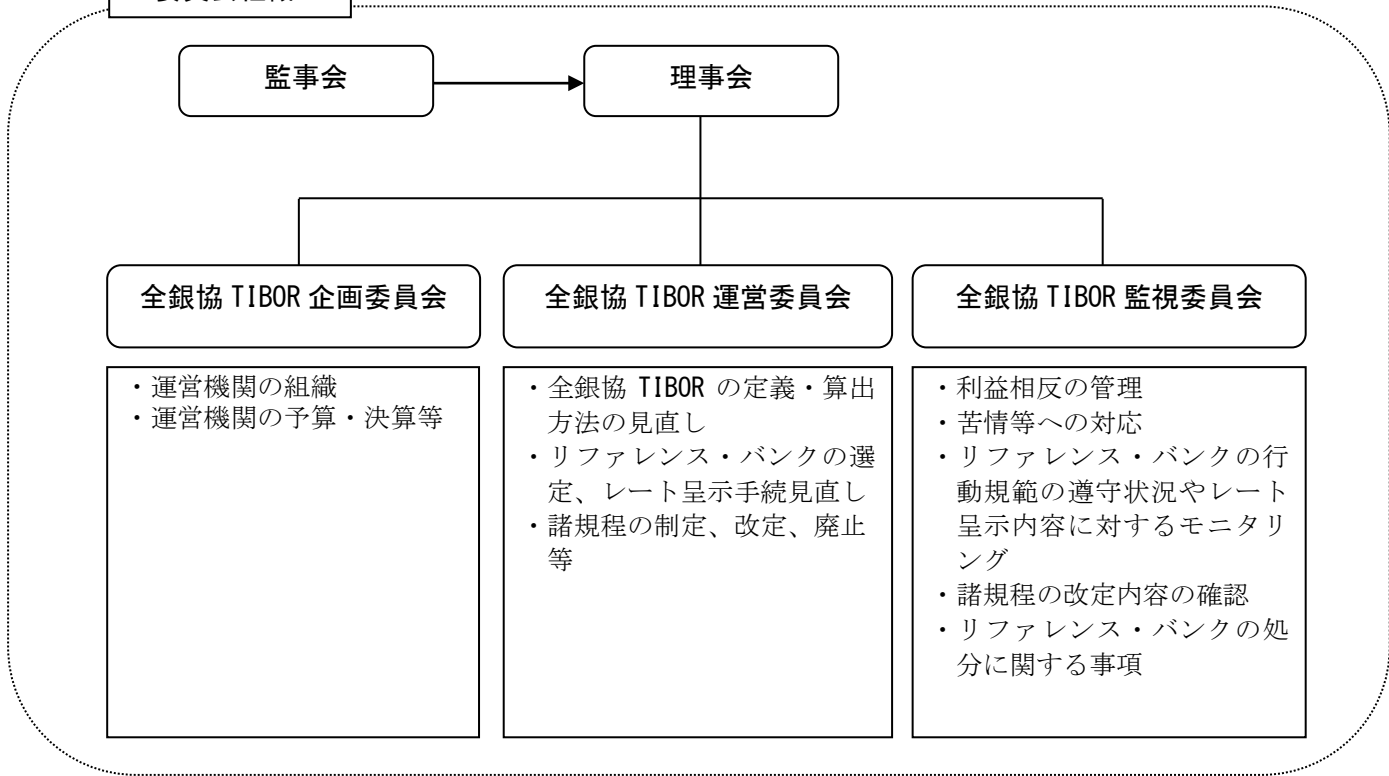 監事会
理事会
全銀協 TIBOR 企画委員会
全銀協 TIBOR 運営委員会
全銀協 TIBOR 監視委員会
・運営機関の組織
・運営機関の予算・決算等
・全銀協 TIBOR の定義・算出
方法の見直し
・リファレンス・バンクの選
定、レート呈示手続見直し
・諸規程の制定、改定、廃止
等
・利益相反の管理
・苦情等への対応
・リファレンス・バンクの行
動規範の遵守状況やレート
呈示内容に対するモニタリ
ング
・諸規程の改定内容の確認
・リファレンス・バンクの処
分に関する事項